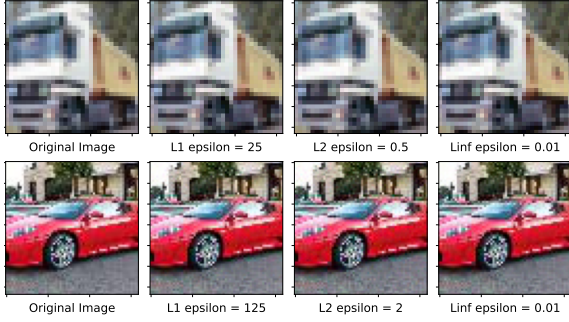 Original Image L1 epsilon = 25 L2 epsilon = 0.5 Linf epsilon = 0.01
Original Image L1 epsilon = 125 L2 epsilon = 2 Linf epsilon = 0.01